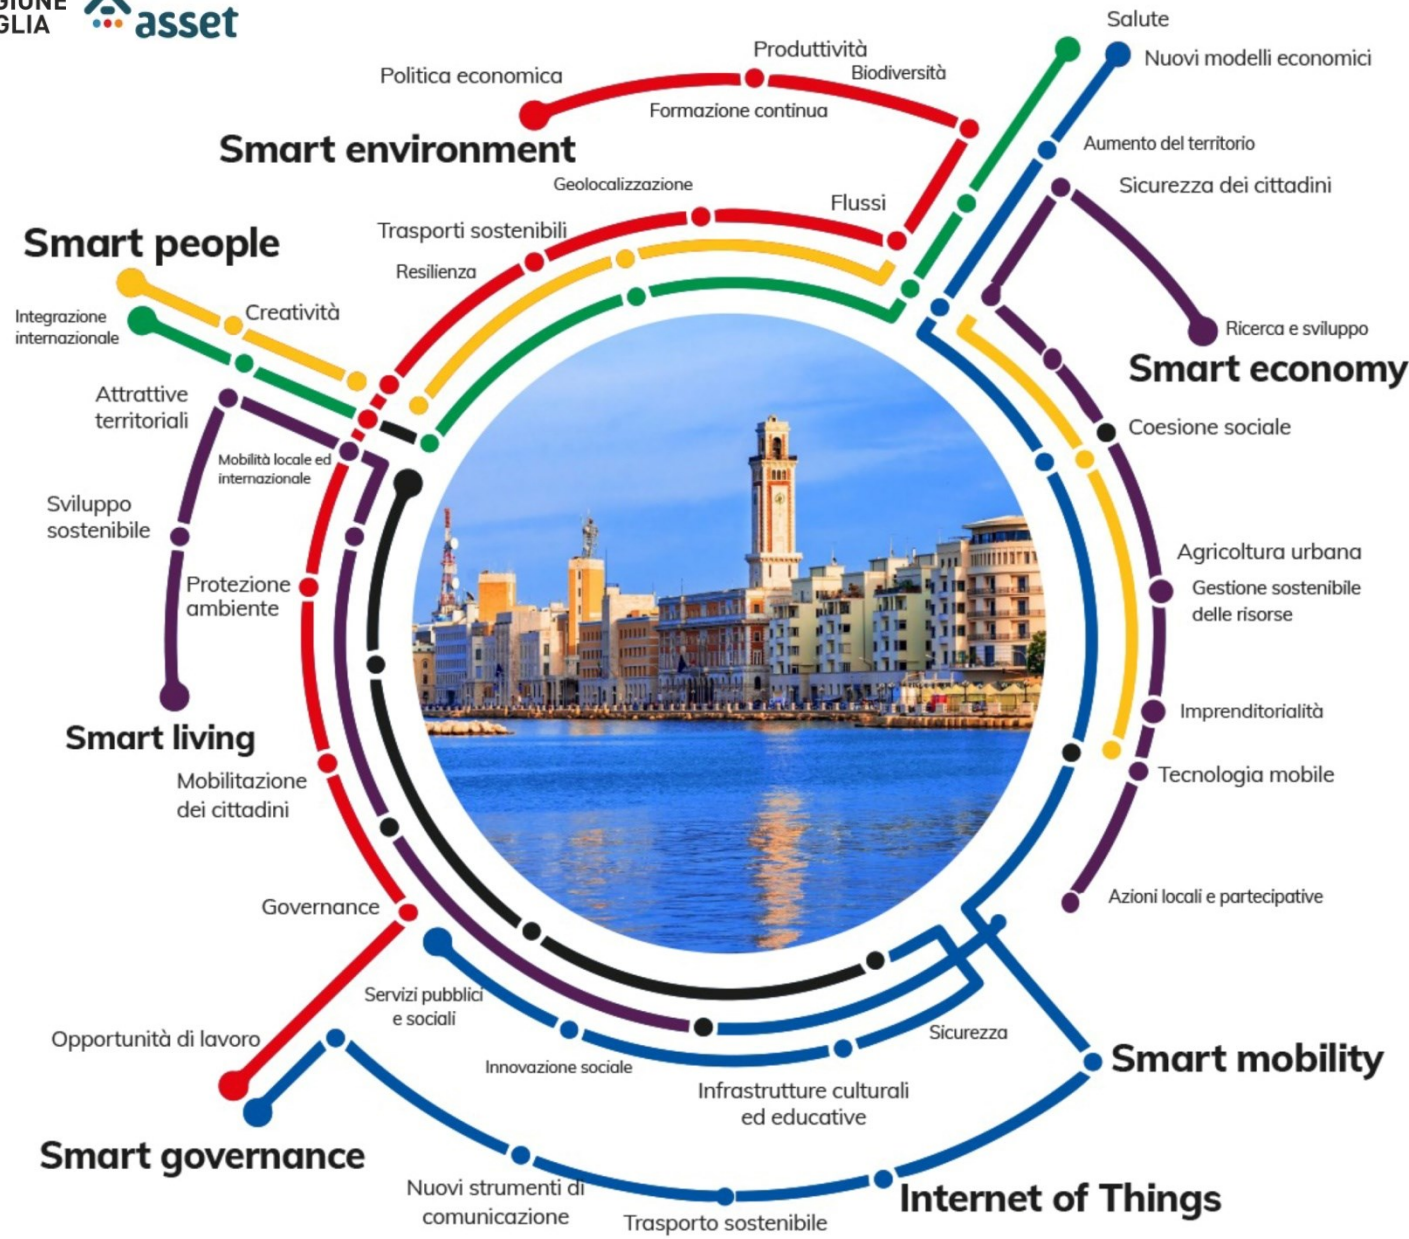 GLIA
asset
Salute
Nuovi modelli economici
Produttività
Politica economica
Biodiversità
Formazione continua
Smart environment
Aumento del territorio
Sicurezza dei cittadini
Geolocalizzazione
Flussi
Trasporti sostenibili
Resilienza
Smart people
Creatività
Integrazione
internazionale
Ricerca e sviluppo
Smart economy
Attrattive
territoriali
Coesione sociale
Mobilità locale ed
internazionale
Sviluppo
sostenibile
Agricoltura urbana
Gestione sostenibile
delle risorse
Protezione
ambiente
Imprenditorialità
Smart living
Tecnologia mobile
Mobilitazione
dei cittadini
Azioni locali e partecipative
Governance
Servizi pubblici
e sociali
Opportunità di lavoro
Sicurezza
Innovazione sociale
Smart mobility
Infrastrutture culturali
ed educative
Smart governance
Nuovi strumenti di
comunicazione
Internet of Things
Trasporto sostenibile